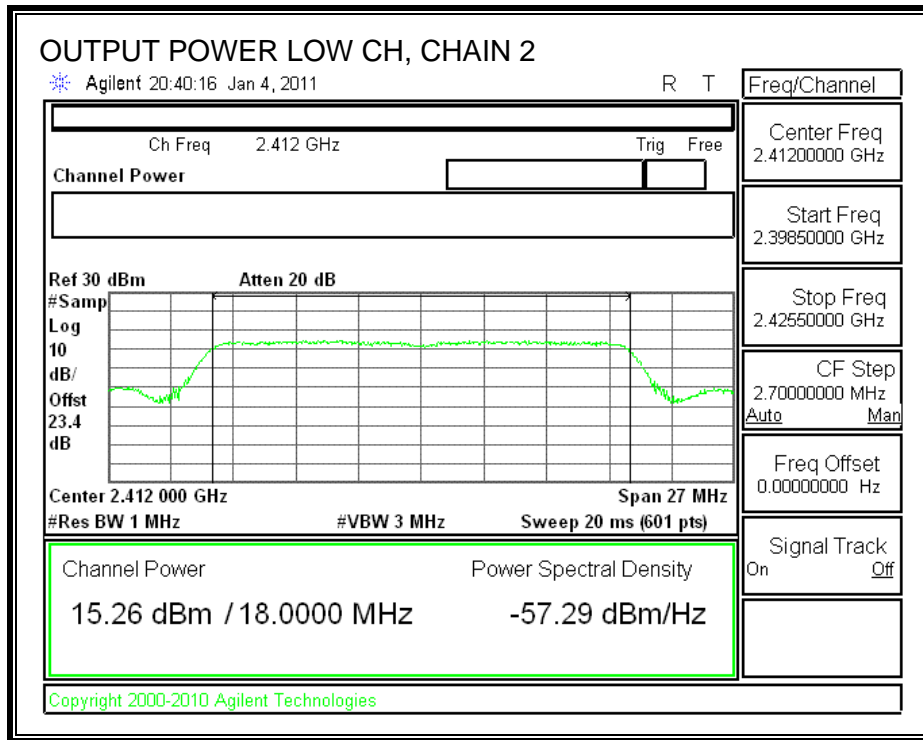 OUTPUT POWER LOW CH, CHAIN 2
Agilent 20:40:16 Jan 4, 2011 R T
Freq/Channel
Ch Freq 2.412 GHz Trig Free
Channel Power
Center Freq
2.41200000 GHz
Start Freq
2.39850000 GHz
Stop Freq
2.42550000 GHz
CF Step
2.70000000 MHz
Auto Man
Freq Offset
0.00000000 Hz
Signal Track
On Off
Ref 30 dBm Atten 20 dB
#Samp
Log
10
dB/
Offst
23.4
dB
Center 2.412 000 GHz Span 27 MHz
#Res BW 1 MHz #VBW 3 MHz Sweep 20 ms (601 pts)
Channel Power Power Spectral Density
15.26 dBm / 18.0000 MHz -57.29 dBm/Hz
Copyright 2000-2010 Agilent Technologies